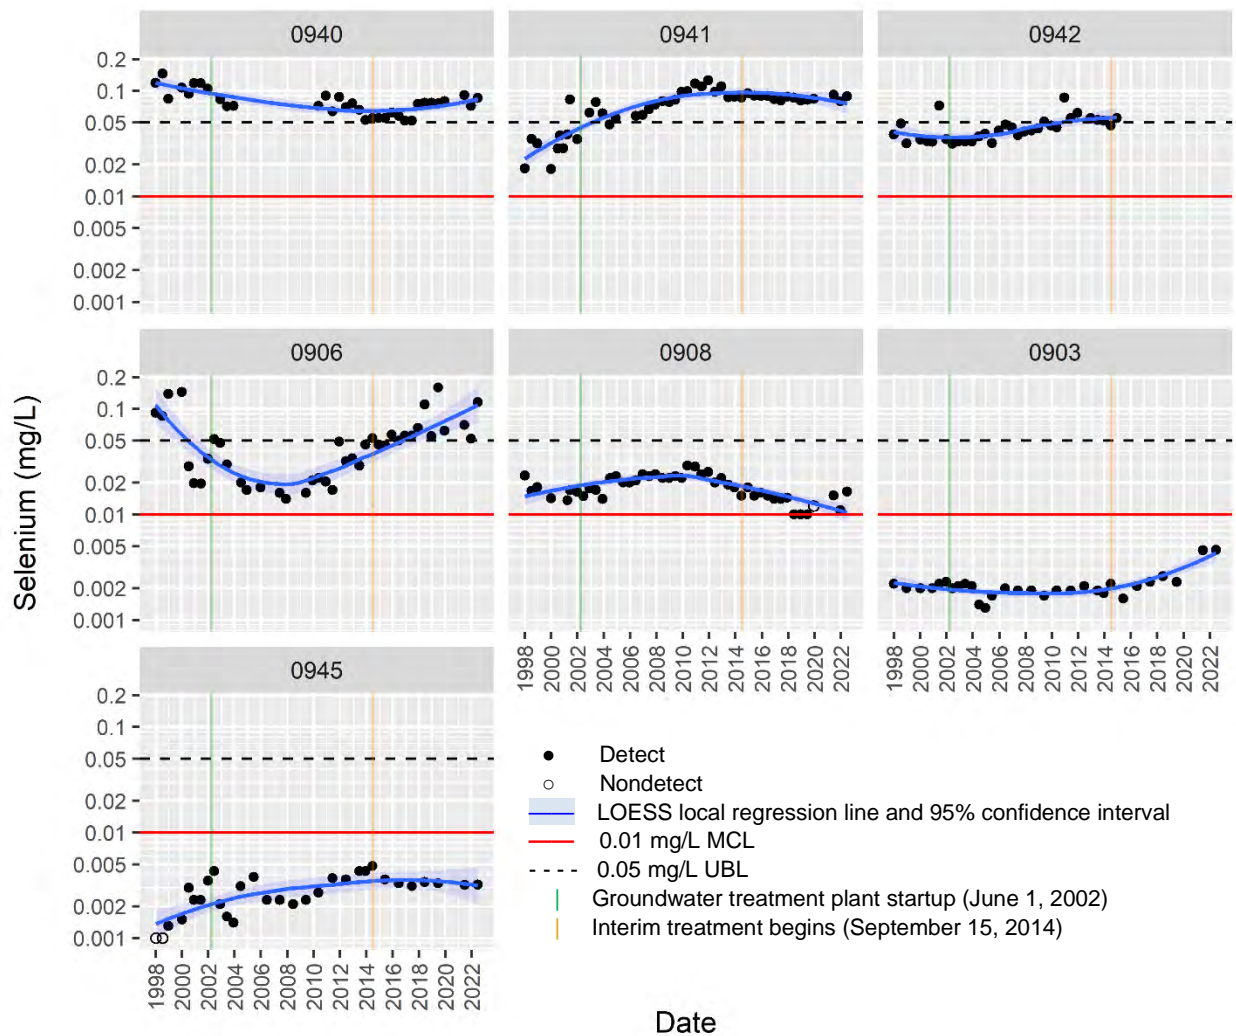 0940
0941
0942
0.2
0.1
0.05
0.02
0.01
0.005
0.002
0.001
0906
0908
0903
0.2
0.1
0.05
0.02
0.01
0.005
0.002
0.001
Selenium (mg/L)
1998 2000 2002 2004 2006 2008 2010 2012 2014 2016 2018 2020 2022
1998 2000 2002 2004 2006 2008 2010 2012 2014 2016 2018 2020 2022
0945
0.2
0.1
0.05
0.02
0.01
0.005
0.002
0.001
1998 2000 2002 2004 2006 2008 2010 2012 2014 2016 2018 2020 2022
Detect
Nondetect
LOESS local regression line and 95% confidence interval
0.01 mg/L MCL
0.05 mg/L UBL
Groundwater treatment plant startup (June 1, 2002)
Interim treatment begins (September 15, 2014)
Date